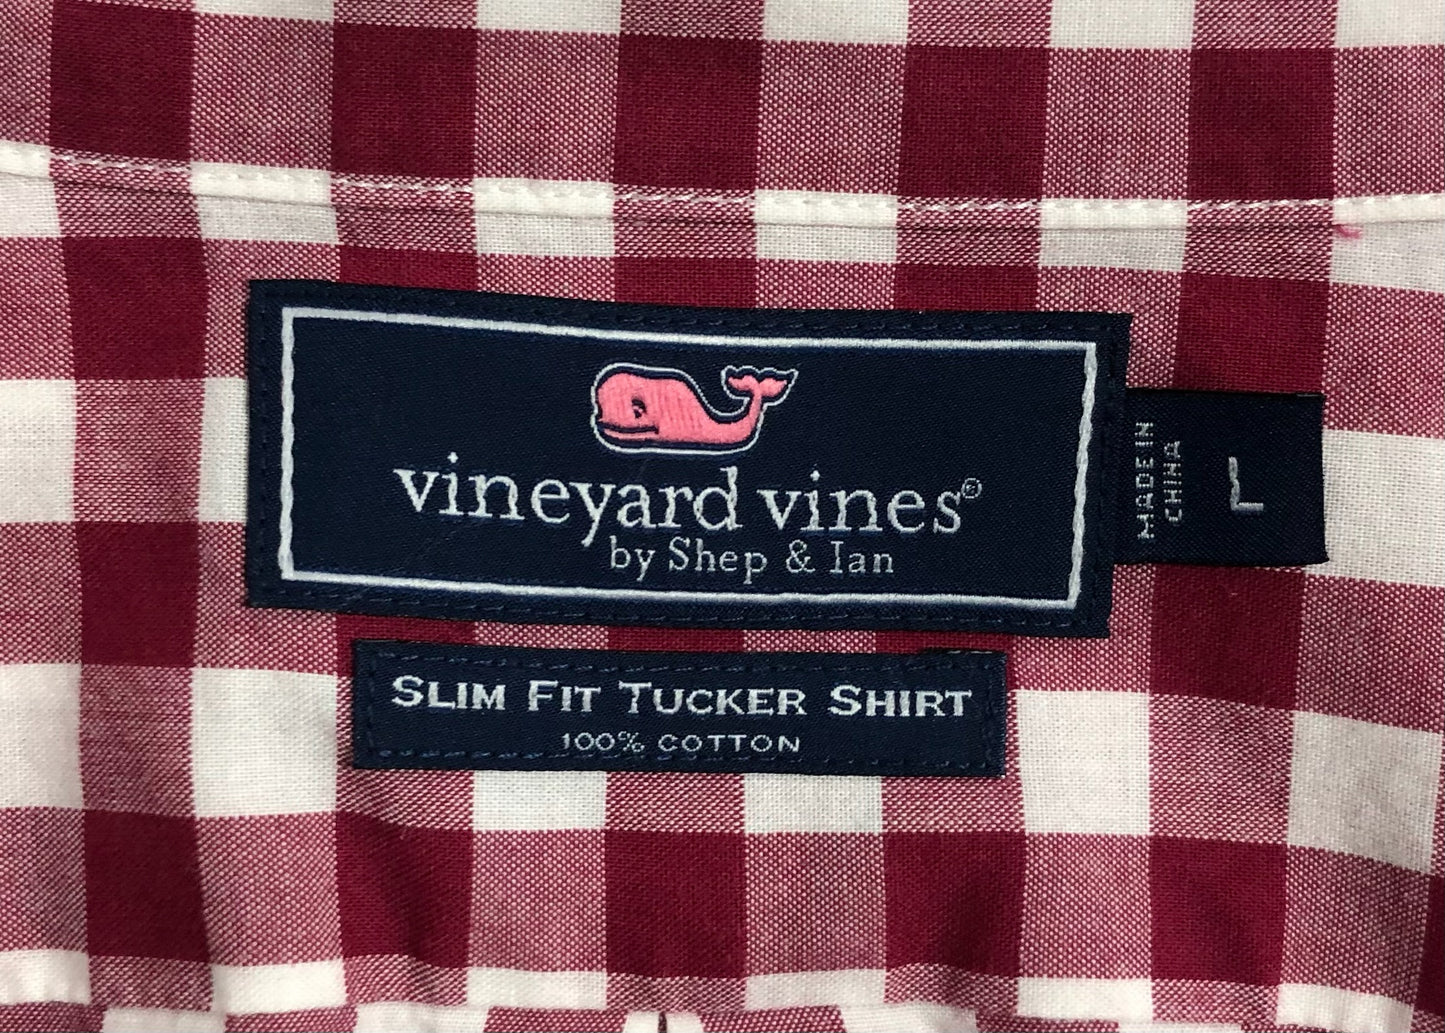 vineyard vines®
by Shep & Ian
MADE IN
CHINA
L
SLIM FIT TUCKER SHIRT
100% COTTON